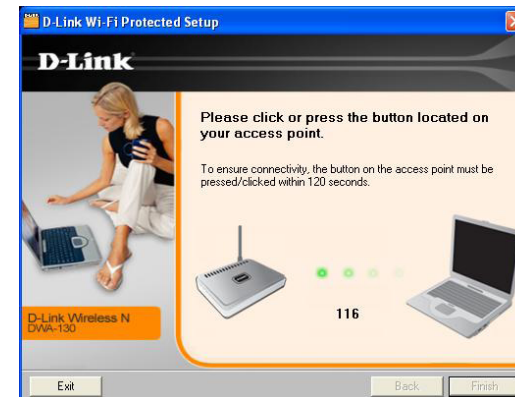 D-Link Wi-Fi Protected Setup
D-Link
Please click or press the button located on
your access point.
To ensure connectivity, the button on the access point must be
pressed/clicked within 120 seconds.
116
D-Link Wireless N
DWA-130
Exit
Back
Finish